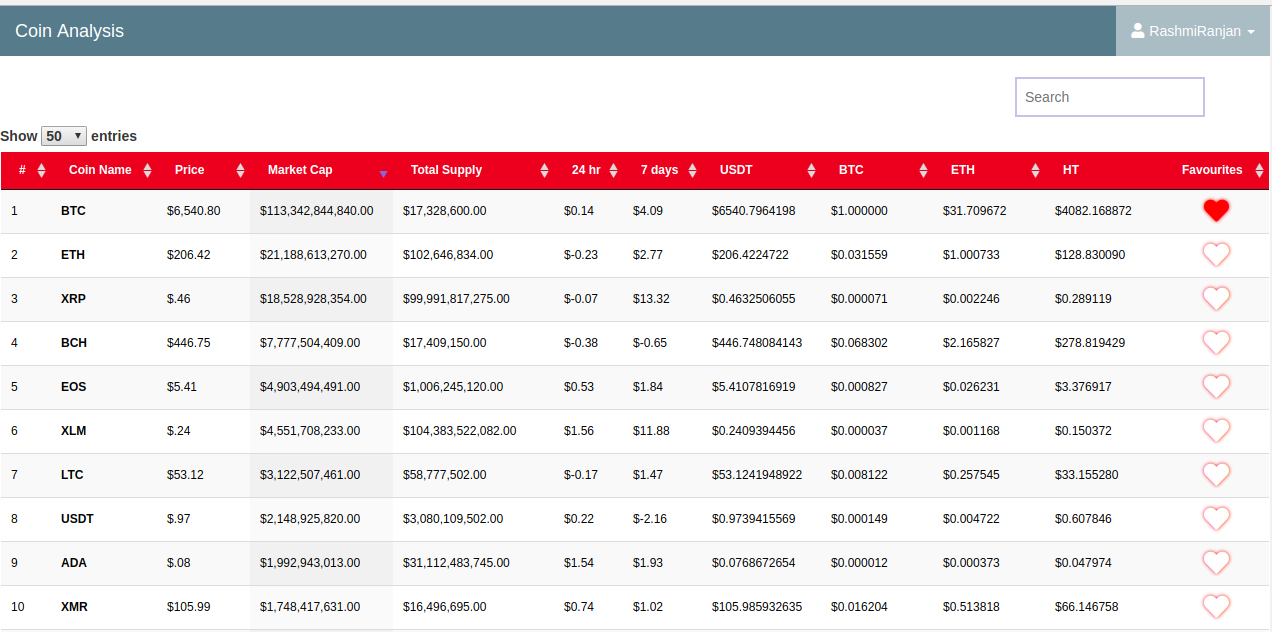 Coin Analysis RashmiRanjan
Search
Show 50 entries
# Coin Name Price Market Cap Total Supply 24 hr 7 days USDT BTC ETH HT Favourites
1 BTC $6,540.80 $113,342,844,840.00 $17,328,600.00 $0.14 $4.09 $6540.7964198 $1.000000 $31.709672 $4082.168872
2 ETH $206.42 $21,188,613,270.00 $102,646,834.00 $-0.23 $2.77 $206.4224722 $0.031559 $1.000733 $128.830090
3 XRP $.46 $18,528,928,354.00 $99,991,817,275.00 $-0.07 $13.32 $0.4632506055 $0.000071 $0.002246 $0.289119
4 BCH $446.75 $7,777,504,409.00 $17,409,150.00 $-0.38 $-0.65 $446.748084143 $0.068302 $2.165827 $278.819429
5 EOS $5.41 $4,903,494,491.00 $1,006,245,120.00 $0.53 $1.84 $5.4107816919 $0.000827 $0.026231 $3.376917
6 XLM $.24 $4,551,708,233.00 $104,383,522,082.00 $1.56 $11.88 $0.2409394456 $0.000037 $0.001168 $0.150372
7 LTC $53.12 $3,122,507,461.00 $58,777,502.00 $-0.17 $1.47 $53.1241948922 $0.008122 $0.257545 $33.155280
8 USDT $.97 $2,148,925,820.00 $3,080,109,502.00 $0.22 $-2.16 $0.9739415569 $0.000149 $0.004722 $0.607846
9 ADA $.08 $1,992,943,013.00 $31,112,483,745.00 $1.54 $1.93 $0.0768672654 $0.000012 $0.000373 $0.047974
10 XMR $105.99 $1,748,417,631.00 $16,496,695.00 $0.74 $1.02 $105.985932635 $0.016204 $0.513818 $66.146758